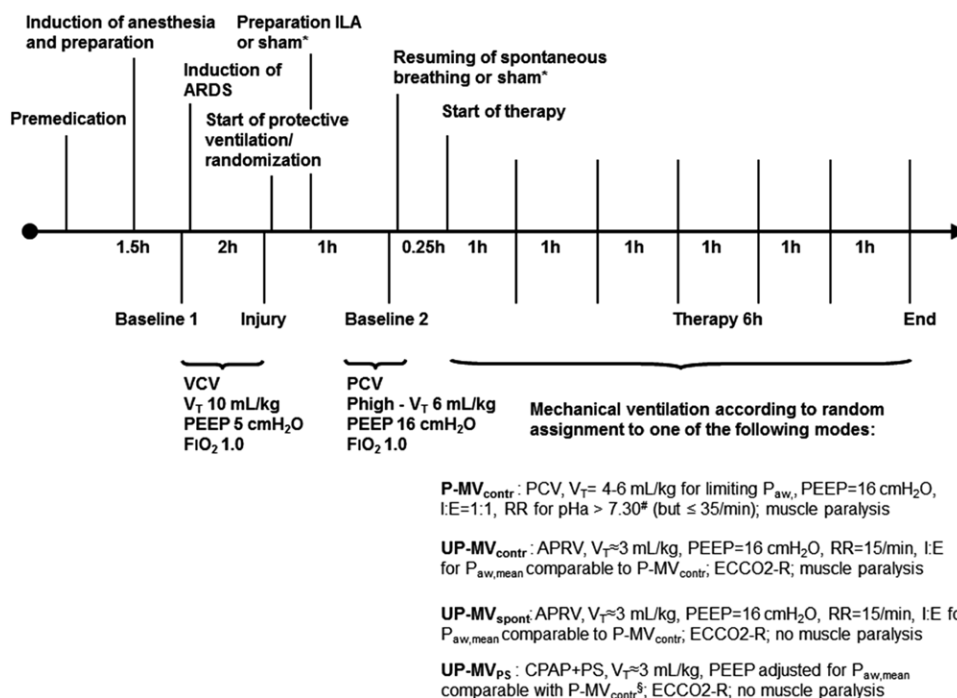 Induction of anesthesia
and preparation
Preparation ILA
or sham*
Induction of
ARDS
Resuming of spontaneous
breathing or sham*
Premedication
Start of protective
ventilation/
randomization
Start of therapy
1.5h
2h
1h
0.25h
1h
1h
1h
1h
1h
1h
Baseline 1
Injury
Baseline 2
Therapy 6h
End
VCV
VT 10 mL/kg
PEEP 5 cmH2O
FIO2 1.0
PCV
Phigh - VT 6 mL/kg
PEEP 16 cmH2O
FIO2 1.0
Mechanical ventilation according to random
assignment to one of the following modes:
P-MVcontr: PCV, VT= 4-6 mL/kg for limiting Paw,, PEEP=16 cmH2O,
I:E=1:1, RR for pHa > 7.30# (but ≤ 35/min); muscle paralysis
UP-MVcontr: APRV, VT≈3 mL/kg, PEEP=16 cmH2O, RR=15/min, I:E
for Paw,mean comparable to P-MVcontr; ECCO2-R; muscle paralysis
UP-MVspont: APRV, VT≈3 mL/kg, PEEP=16 cmH2O, RR=15/min, I:E fo
Paw,mean comparable to P-MVcontr; ECCO2-R; no muscle paralysis
UP-MVPS: CPAP+PS, VT≈3 mL/kg, PEEP adjusted for Paw,mean
comparable with P-MVcontr§; ECCO2-R; no muscle paralysis